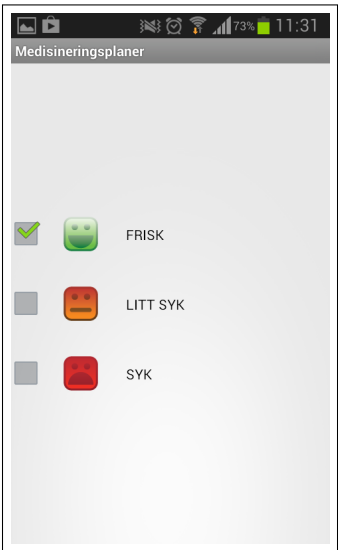 73% 11:31
Medisineringsplaner
FRISK
LITT SYK
SYK